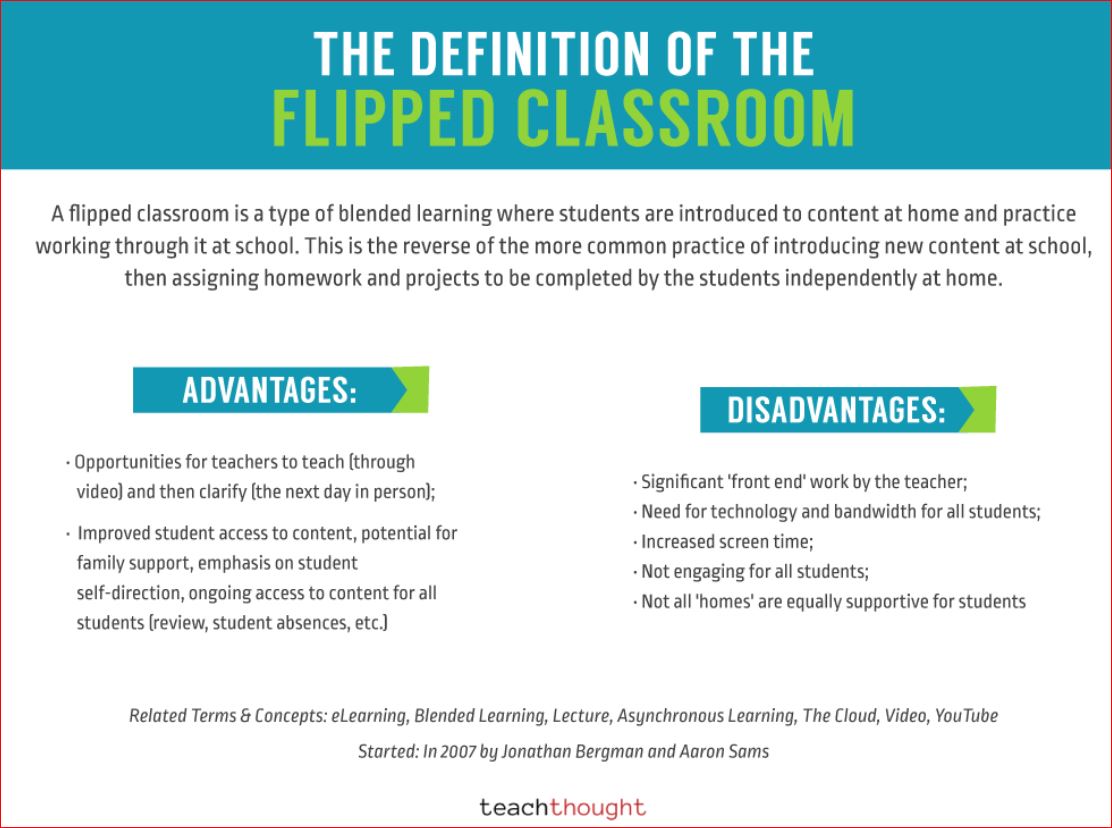 THE DEFINITION OF THE
FLIPPED CLASSROOM
A flipped classroom is a type of blended learning where students are introduced to content at home and practice
working through it at school. This is the reverse of the more common practice of introducing new content at school,
then assigning homework and projects to be completed by the students independently at home.
ADVANTAGES:
· Opportunities for teachers to teach (through
video) and then clarify (the next day in person);
· Improved student access to content, potential for
family support, emphasis on student
self-direction, ongoing access to content for all
students (review, student absences, etc.)
DISADVANTAGES:
· Significant 'front end' work by the teacher;
· Need for technology and bandwidth for all students;
· Increased screen time;
· Not engaging for all students;
· Not all 'homes' are equally supportive for students
Related Terms & Concepts: eLearning, Blended Learning, Lecture, Asynchronous Learning, The Cloud, Video, YouTube
Started: In 2007 by Jonathan Bergman and Aaron Sams
teachthought